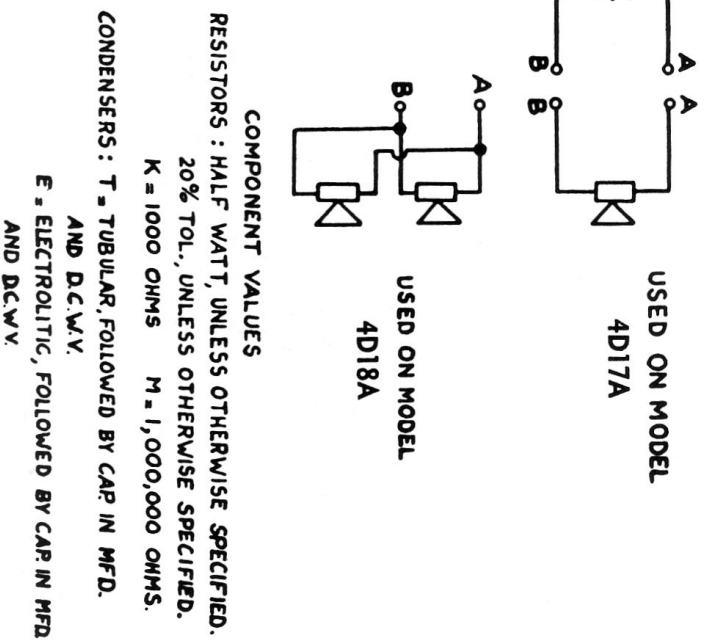 A
A
B
B
USED ON MODEL
4D17A
A
B
USED ON MODEL
4D18A
COMPONENT VALUES
RESISTORS : HALF WATT, UNLESS OTHERWISE SPECIFIED.
20% TOL., UNLESS OTHERWISE SPECIFIED.
K = 1000 OHMS M = 1,000,000 OHMS.
CONDENSERS : T = TUBULAR, FOLLOWED BY CAP. IN MFD.
AND D.C.W.V.
E = ELECTROLITIC, FOLLOWED BY CAP. IN MFD
AND D.C.W.V.